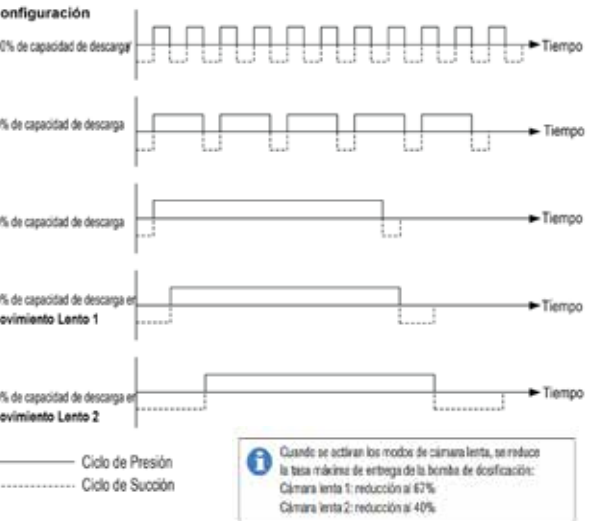 onfiguración
0% de capacidad de descarga
Tiempo
% de capacidad de descarga
Tiempo
% de capacidad de descarga
Tiempo
% de capacidad de descarga en
ovimiento Lento 1
Tiempo
% de capacidad de descarga en
ovimiento Lento 2
Tiempo
Ciclo de Presión
Ciclo de Succión
Cuando se activan los modos de cámara lenta, se reduce
la tasa máxima de entrega de la bomba de dosificación:
Cámara lenta 1: reducción al 67%
Cámara lenta 2: reducción al 40%